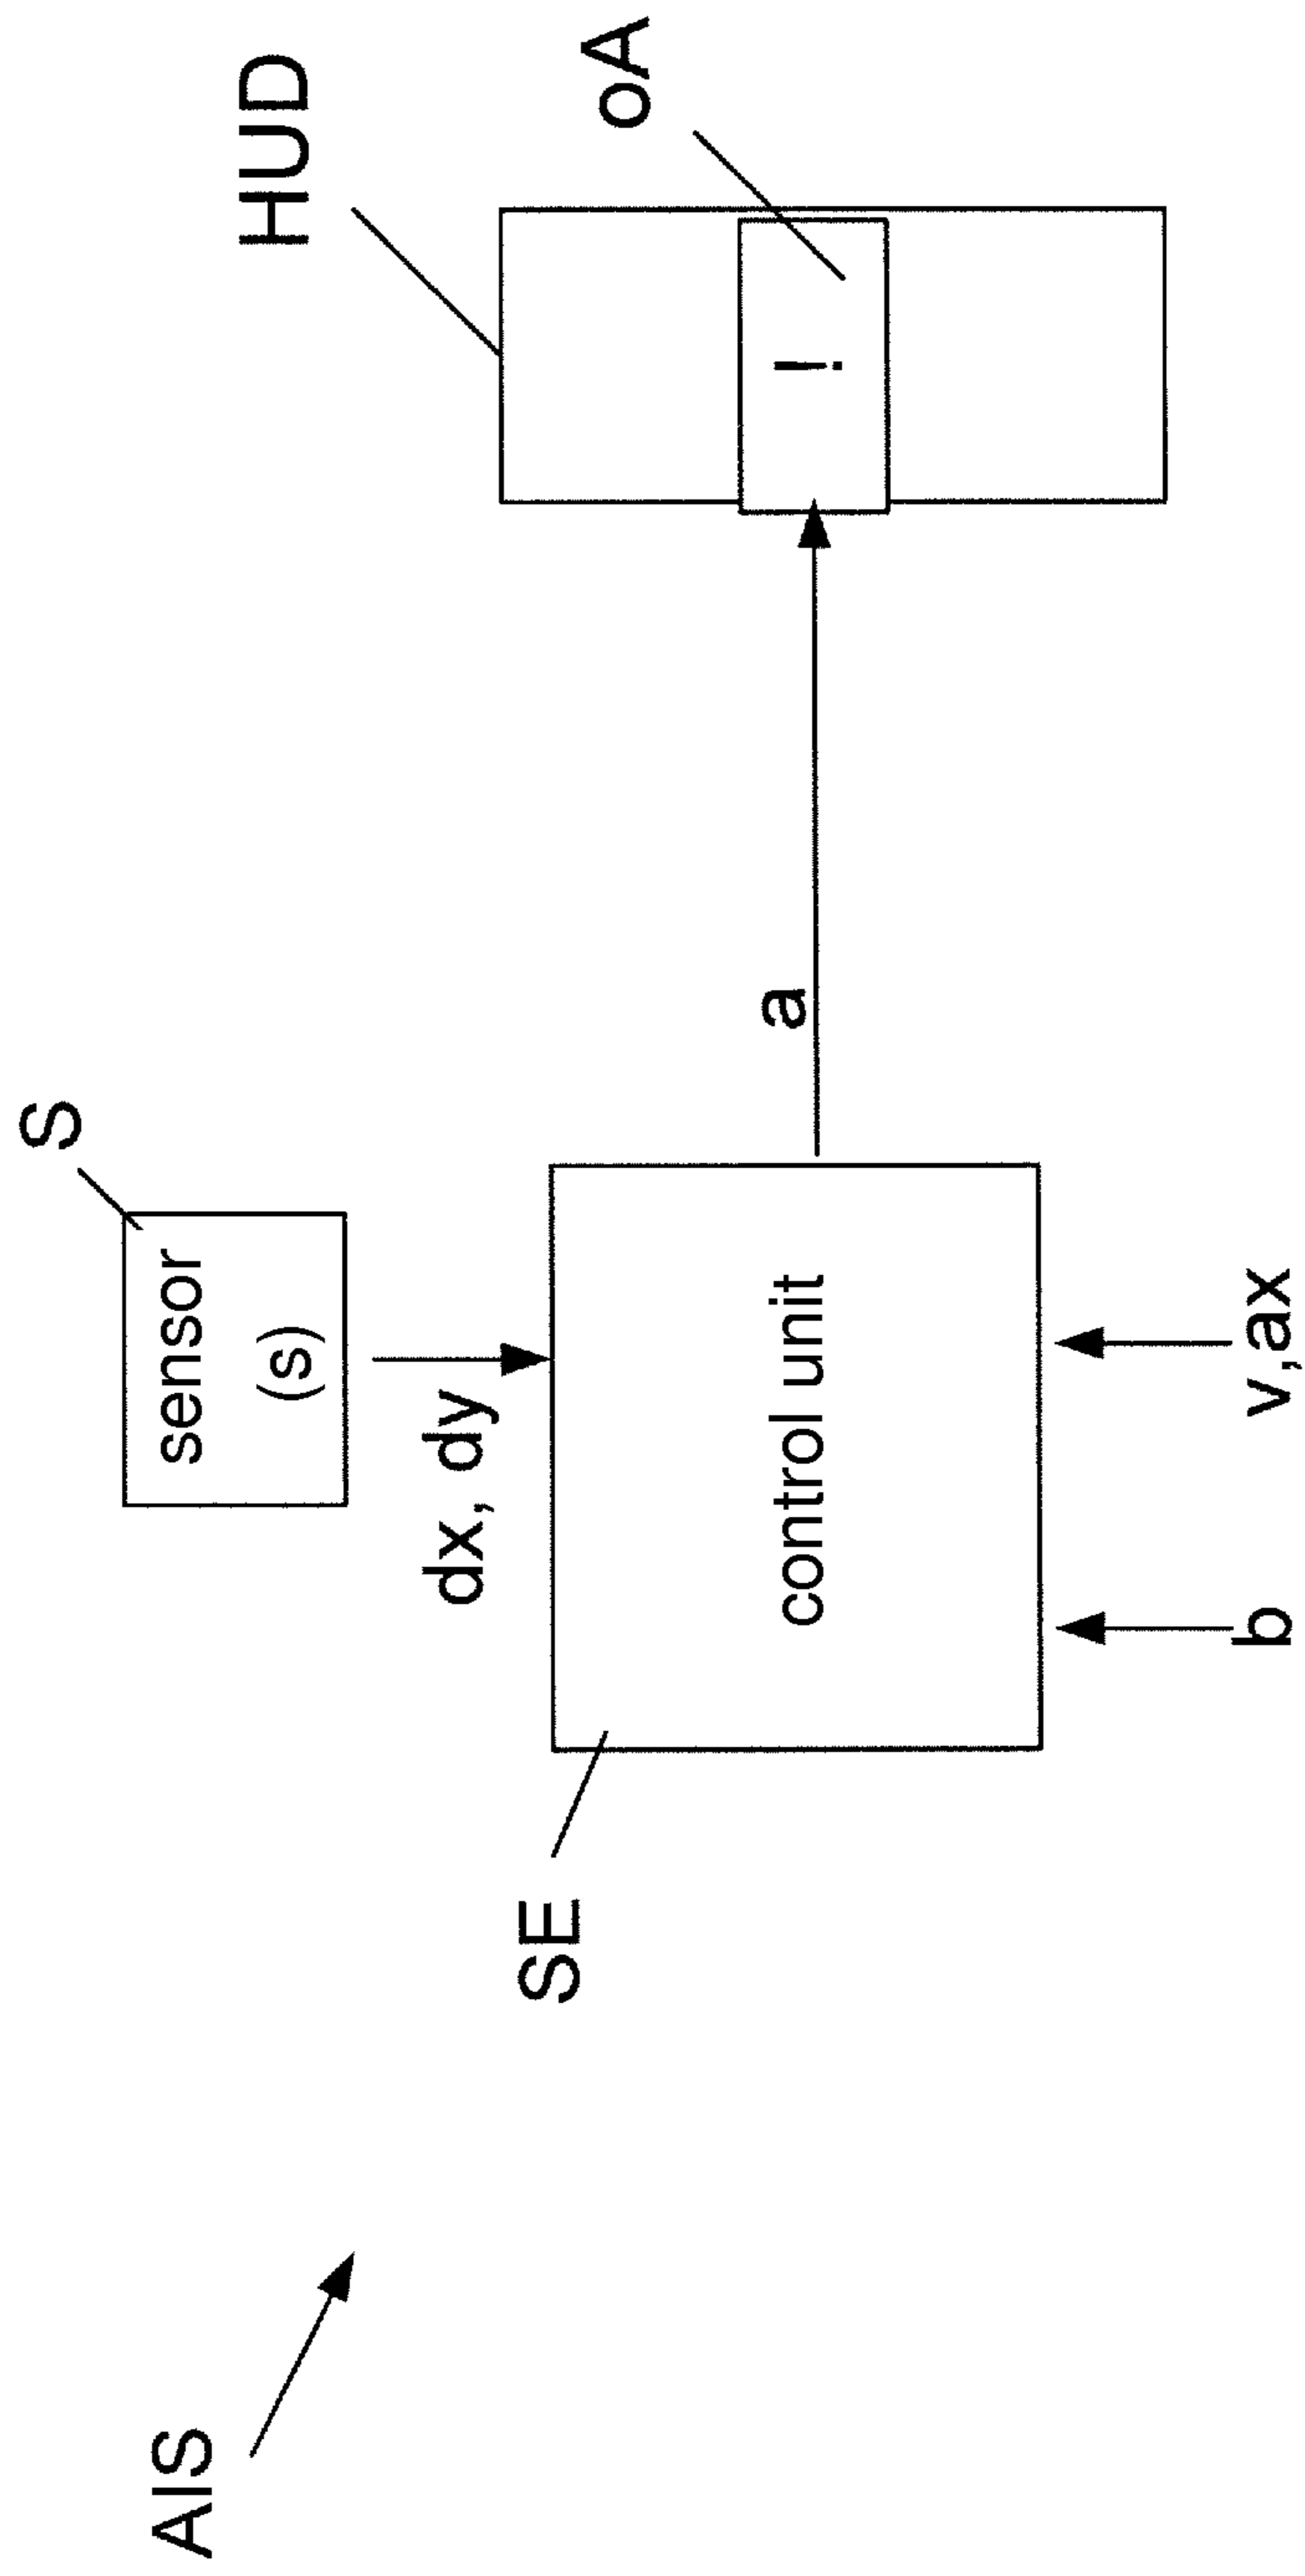 S
AIS
sensor
(s)
HUD
dx, dy
SE
oA
control unit
a
!
b
v,ax